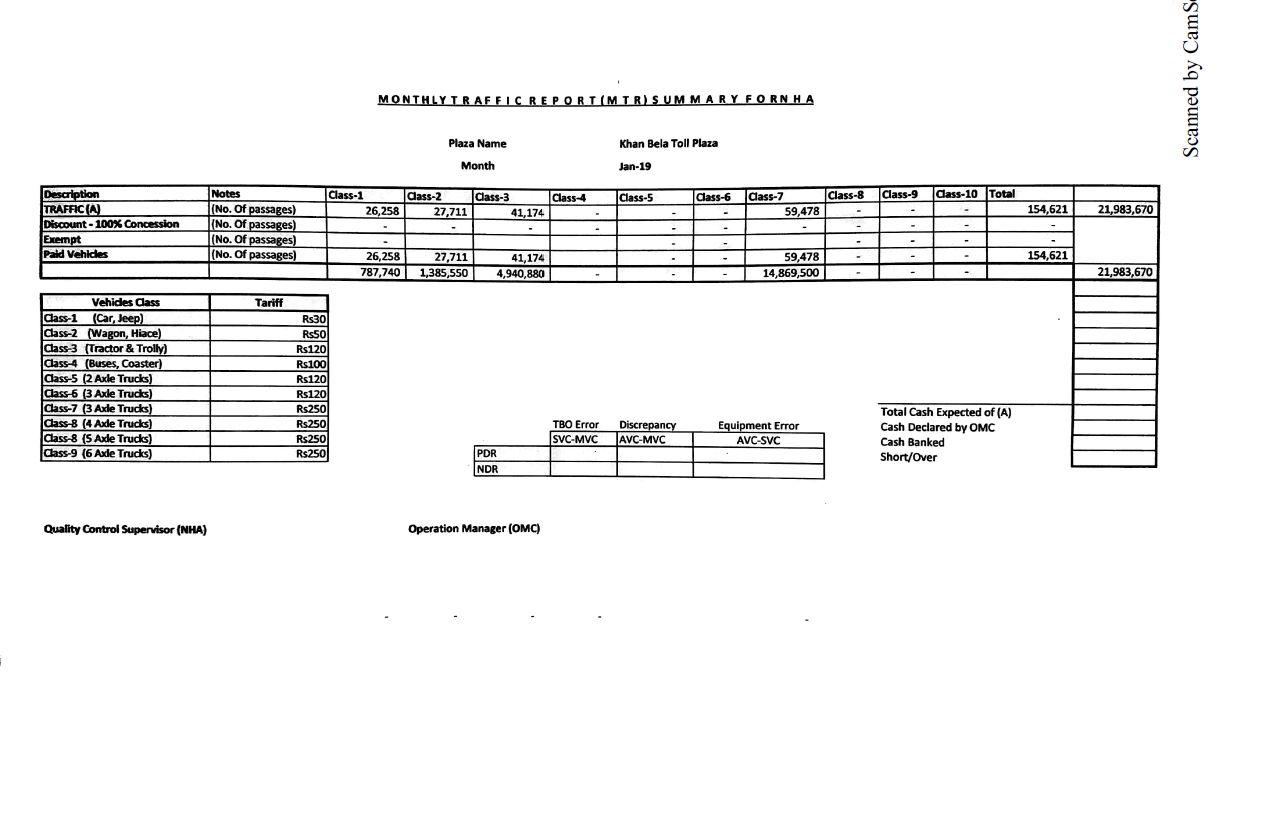 Scanned by CamSc
MONTHLY TRAFFIC REPORT (MTR) SUMMARY FOR NHA
Plaza Name Khan Bela Toll Plaza
Month Jan-19
Description Notes Class-1 Class-2 Class-3 Class-4 Class-5 Class-6 Class-7 Class-8 Class-9 Class-10 Total
TRAFFIC (A) (No. Of passages) 26,258 27,711 41,174 - - - 59,478 - - - 154,621 21,983,670
Discount - 100% Concession (No. Of passages) - - - - - - - - - - -
Exempt (No. Of passages) - - - - - - -
Paid Vehicles (No. Of passages) 26,258 27,711 41,174 - - 59,478 - - - 154,621
787,740 1,385,550 4,940,880 - - - 14,869,500 - - - 21,983,670
Vehicles Class Tariff
Class-1 (Car, Jeep) Rs30
Class-2 (Wagon, Hiace) Rs50
Class-3 (Tractor & Trolly) Rs120
Class-4 (Buses, Coaster) Rs100
Class-5 (2 Axle Trucks) Rs120
Class-6 (3 Axle Trucks) Rs120
Class-7 (3 Axle Trucks) Rs250
Class-8 (4 Axle Trucks) Rs250
Class-8 (5 Axle Trucks) Rs250
Class-9 (6 Axle Trucks) Rs250
TBO Error Discrepancy Equipment Error
SVC-MVC AVC-MVC AVC-SVC
PDR
NDR
Total Cash Expected of (A)
Cash Declared by OMC
Cash Banked
Short/Over
Quality Control Supervisor (NHA) Operation Manager (OMC)